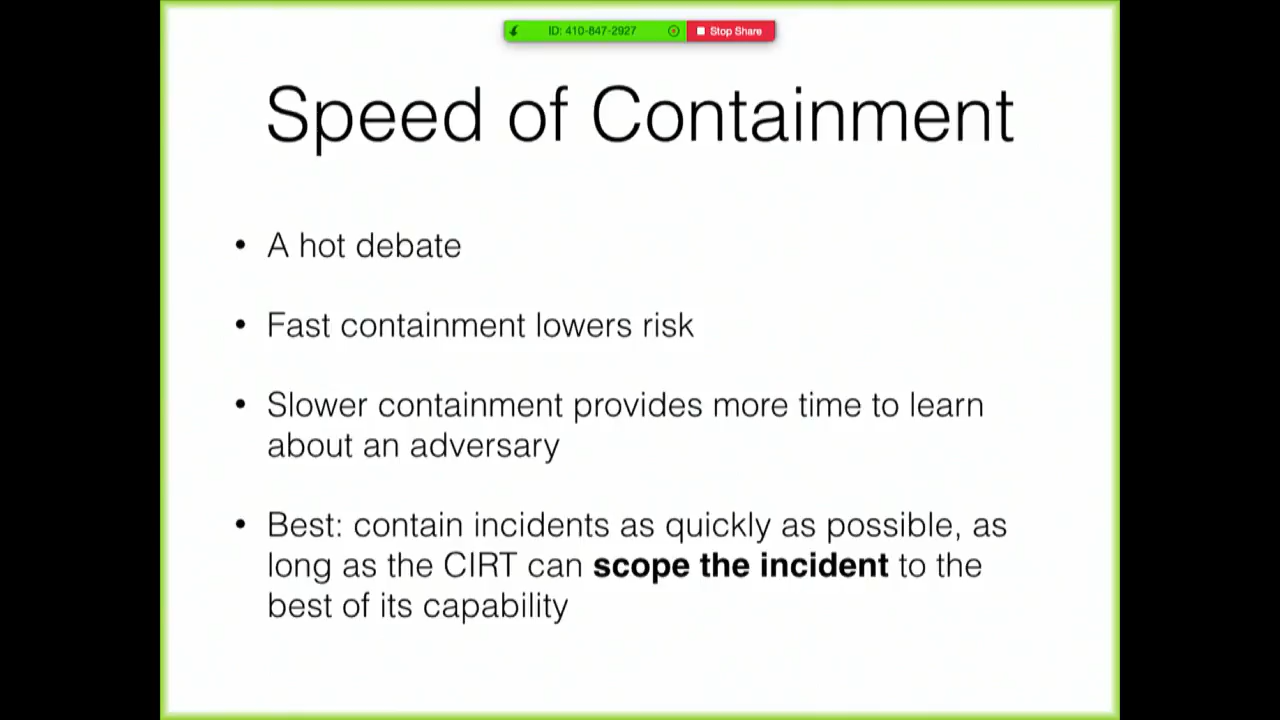 ID: 410-847-2927 Stop Share
Speed of Containment
• A hot debate
• Fast containment lowers risk
• Slower containment provides more time to learn
about an adversary
• Best: contain incidents as quickly as possible, as
long as the CIRT can scope the incident to the
best of its capability